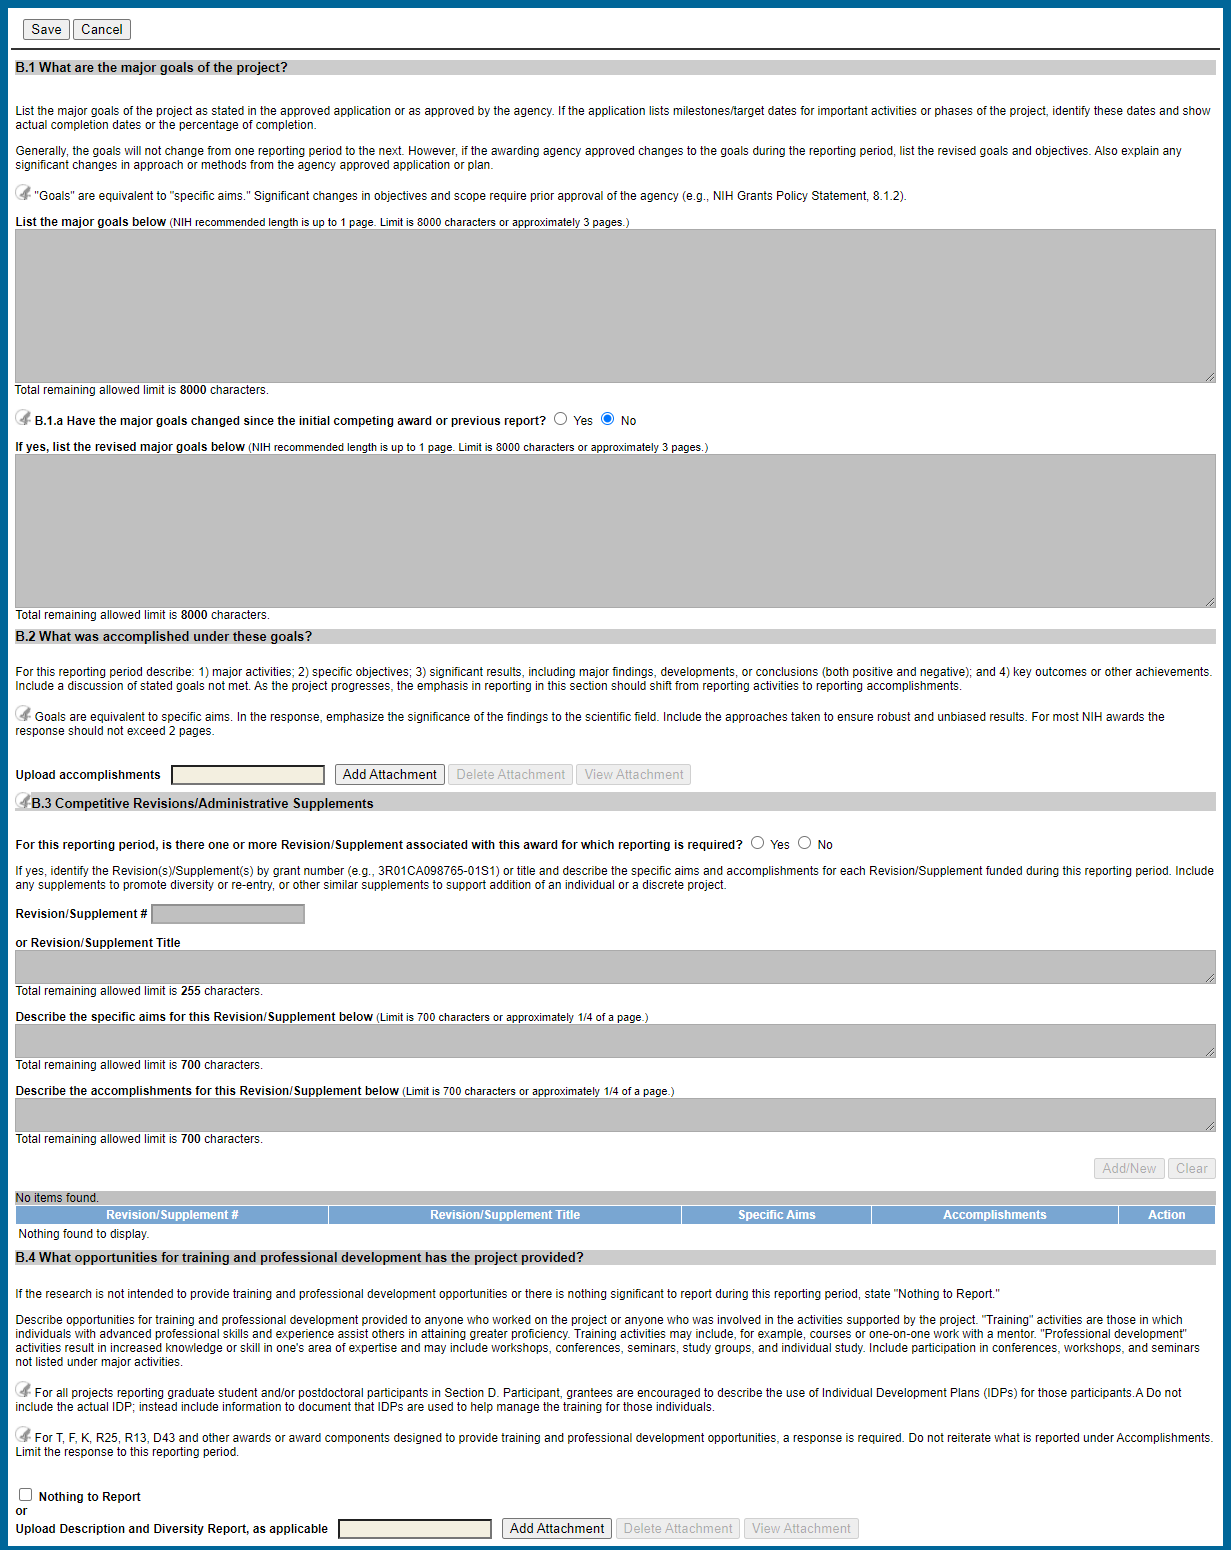 Save Cancel
B.1 What are the major goals of the project?
List the major goals of the project as stated in the approved application or as approved by the agency. If the application lists milestones/target dates for important activities or phases of the project, identify these dates and show
actual completion dates or the percentage of completion.
Generally, the goals will not change from one reporting period to the next. However, if the awarding agency approved changes to the goals during the reporting period, list the revised goals and objectives. Also explain any
significant changes in approach or methods from the agency approved application or plan.
"Goals" are equivalent to "specific aims." Significant changes in objectives and scope require prior approval of the agency (e.g., NIH Grants Policy Statement, 8.1.2).
List the major goals below (NIH recommended length is up to 1 page. Limit is 8000 characters or approximately 3 pages.)
Total remaining allowed limit is 8000 characters.
B.1.a Have the major goals changed since the initial competing award or previous report? Yes No
If yes, list the revised major goals below (NIH recommended length is up to 1 page. Limit is 8000 characters or approximately 3 pages.)
Total remaining allowed limit is 8000 characters.
B.2 What was accomplished under these goals?
For this reporting period describe: 1) major activities; 2) specific objectives; 3) significant results, including major findings, developments, or conclusions (both positive and negative); and 4) key outcomes or other achievements.
Include a discussion of stated goals not met. As the project progresses, the emphasis in reporting in this section should shift from reporting activities to reporting accomplishments.
Goals are equivalent to specific aims. In the response, emphasize the significance of the findings to the scientific field. Include the approaches taken to ensure robust and unbiased results. For most NIH awards the
response should not exceed 2 pages.
Upload accomplishments Add Attachment Delete Attachment View Attachment
B.3 Competitive Revisions/Administrative Supplements
For this reporting period, is there one or more Revision/Supplement associated with this award for which reporting is required? Yes No
If yes, identify the Revision(s)/Supplement(s) by grant number (e.g., 3R01CA098765-01S1) or title and describe the specific aims and accomplishments for each Revision/Supplement funded during this reporting period. Include
any supplements to promote diversity or re-entry, or other similar supplements to support addition of an individual or a discrete project.
Revision/Supplement #
or Revision/Supplement Title
Total remaining allowed limit is 255 characters.
Describe the specific aims for this Revision/Supplement below (Limit is 700 characters or approximately 1/4 of a page.)
Total remaining allowed limit is 700 characters.
Describe the accomplishments for this Revision/Supplement below (Limit is 700 characters or approximately 1/4 of a page.)
Total remaining allowed limit is 700 characters.
Add/New Clear
No items found.
Revision/Supplement # Revision/Supplement Title Specific Aims Accomplishments Action
Nothing found to display.
B.4 What opportunities for training and professional development has the project provided?
If the research is not intended to provide training and professional development opportunities or there is nothing significant to report during this reporting period, state "Nothing to Report."
Describe opportunities for training and professional development provided to anyone who worked on the project or anyone who was involved in the activities supported by the project. "Training" activities are those in which
individuals with advanced professional skills and experience assist others in attaining greater proficiency. Training activities may include, for example, courses or one-on-one work with a mentor. "Professional development"
activities result in increased knowledge or skill in one's area of expertise and may include workshops, conferences, seminars, study groups, and individual study. Include participation in conferences, workshops, and seminars
not listed under major activities.
For all projects reporting graduate student and/or postdoctoral participants in Section D. Participant, grantees are encouraged to describe the use of Individual Development Plans (IDPs) for those participants.A Do not
include the actual IDP; instead include information to document that IDPs are used to help manage the training for those individuals.
For T, F, K, R25, R13, D43 and other awards or award components designed to provide training and professional development opportunities, a response is required. Do not reiterate what is reported under Accomplishments.
Limit the response to this reporting period.
Nothing to Report
or
Upload Description and Diversity Report, as applicable Add Attachment Delete Attachment View Attachment